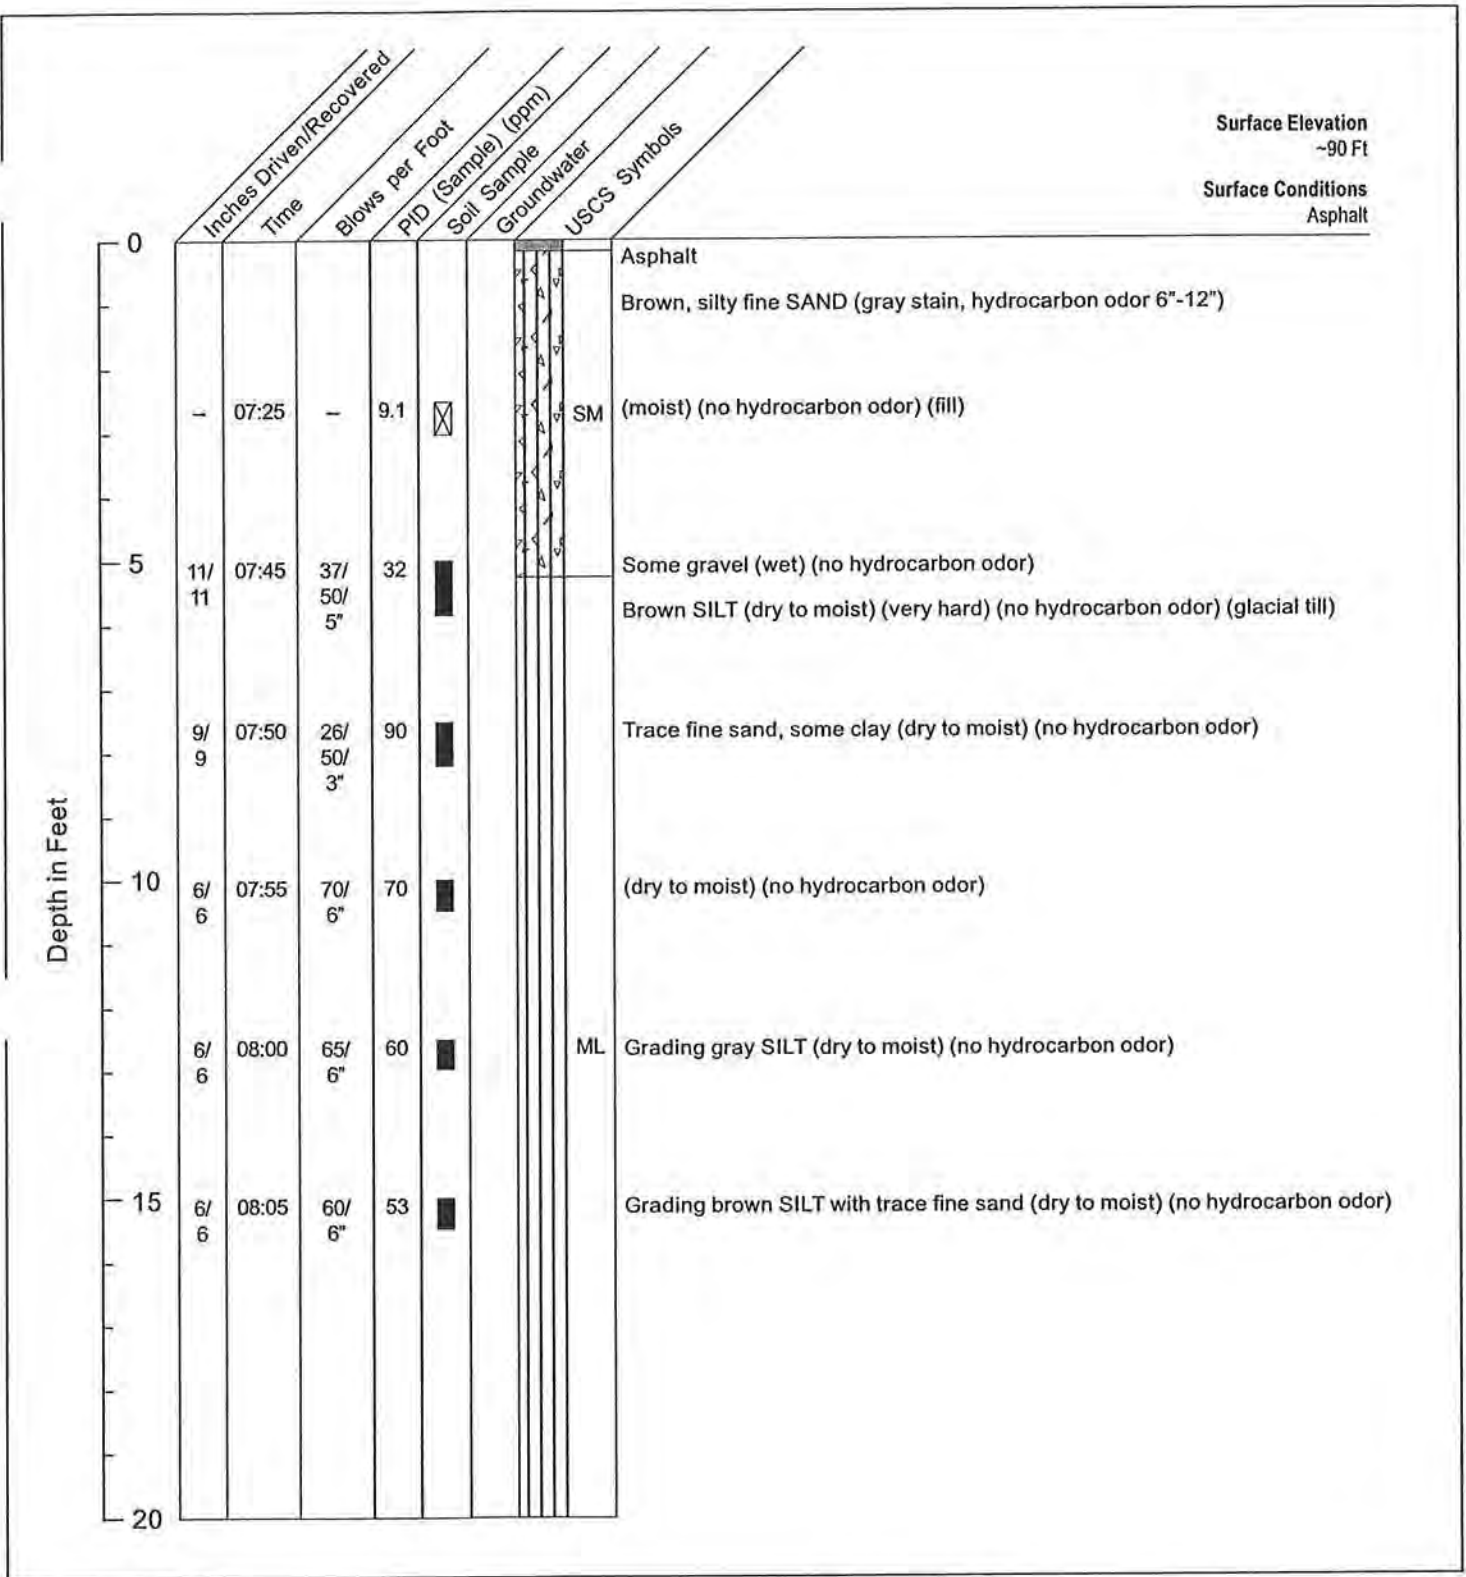 Inches Driven/Recovered
Time
Blows per Foot
PID (Sample) (ppm)
Soil Sample
Groundwater
USCS Symbols
Surface Elevation
~90 Ft
Surface Conditions
Asphalt
Depth in Feet
0
Asphalt
Brown, silty fine SAND (gray stain, hydrocarbon odor 6"-12")
– 07:25 – 9.1 SM (moist) (no hydrocarbon odor) (fill)
5
11/ 07:45 37/ 32 Some gravel (wet) (no hydrocarbon odor)
11 50/
5"
Brown SILT (dry to moist) (very hard) (no hydrocarbon odor) (glacial till)
9/ 07:50 26/ 90 Trace fine sand, some clay (dry to moist) (no hydrocarbon odor)
9 50/
3"
10
6/ 07:55 70/ 70 (dry to moist) (no hydrocarbon odor)
6 6"
6/ 08:00 65/ 60 ML Grading gray SILT (dry to moist) (no hydrocarbon odor)
6 6"
15
6/ 08:05 60/ 53 Grading brown SILT with trace fine sand (dry to moist) (no hydrocarbon odor)
6 6"
20